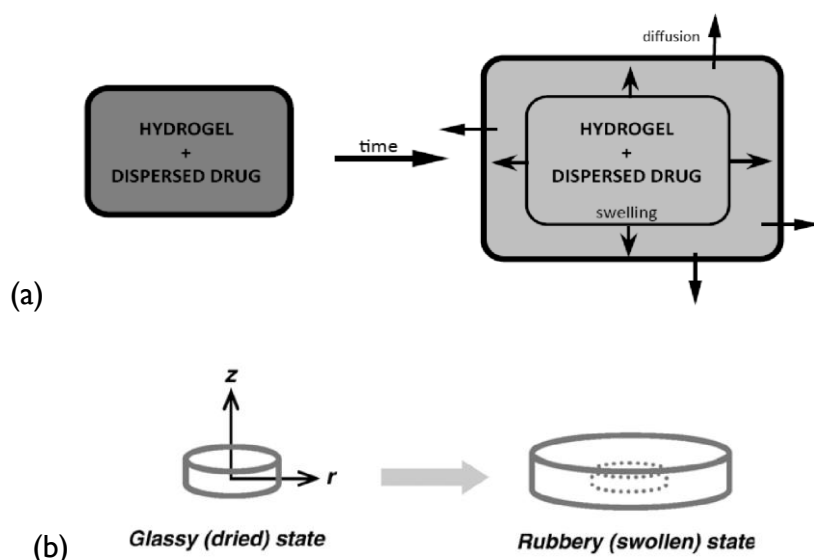 HYDROGEL
+
DISPERSED DRUG
time
diffusion
HYDROGEL
+
DISPERSED DRUG
swelling
(a)
z
r
Glassy (dried) state
Rubbery (swollen) state
(b)